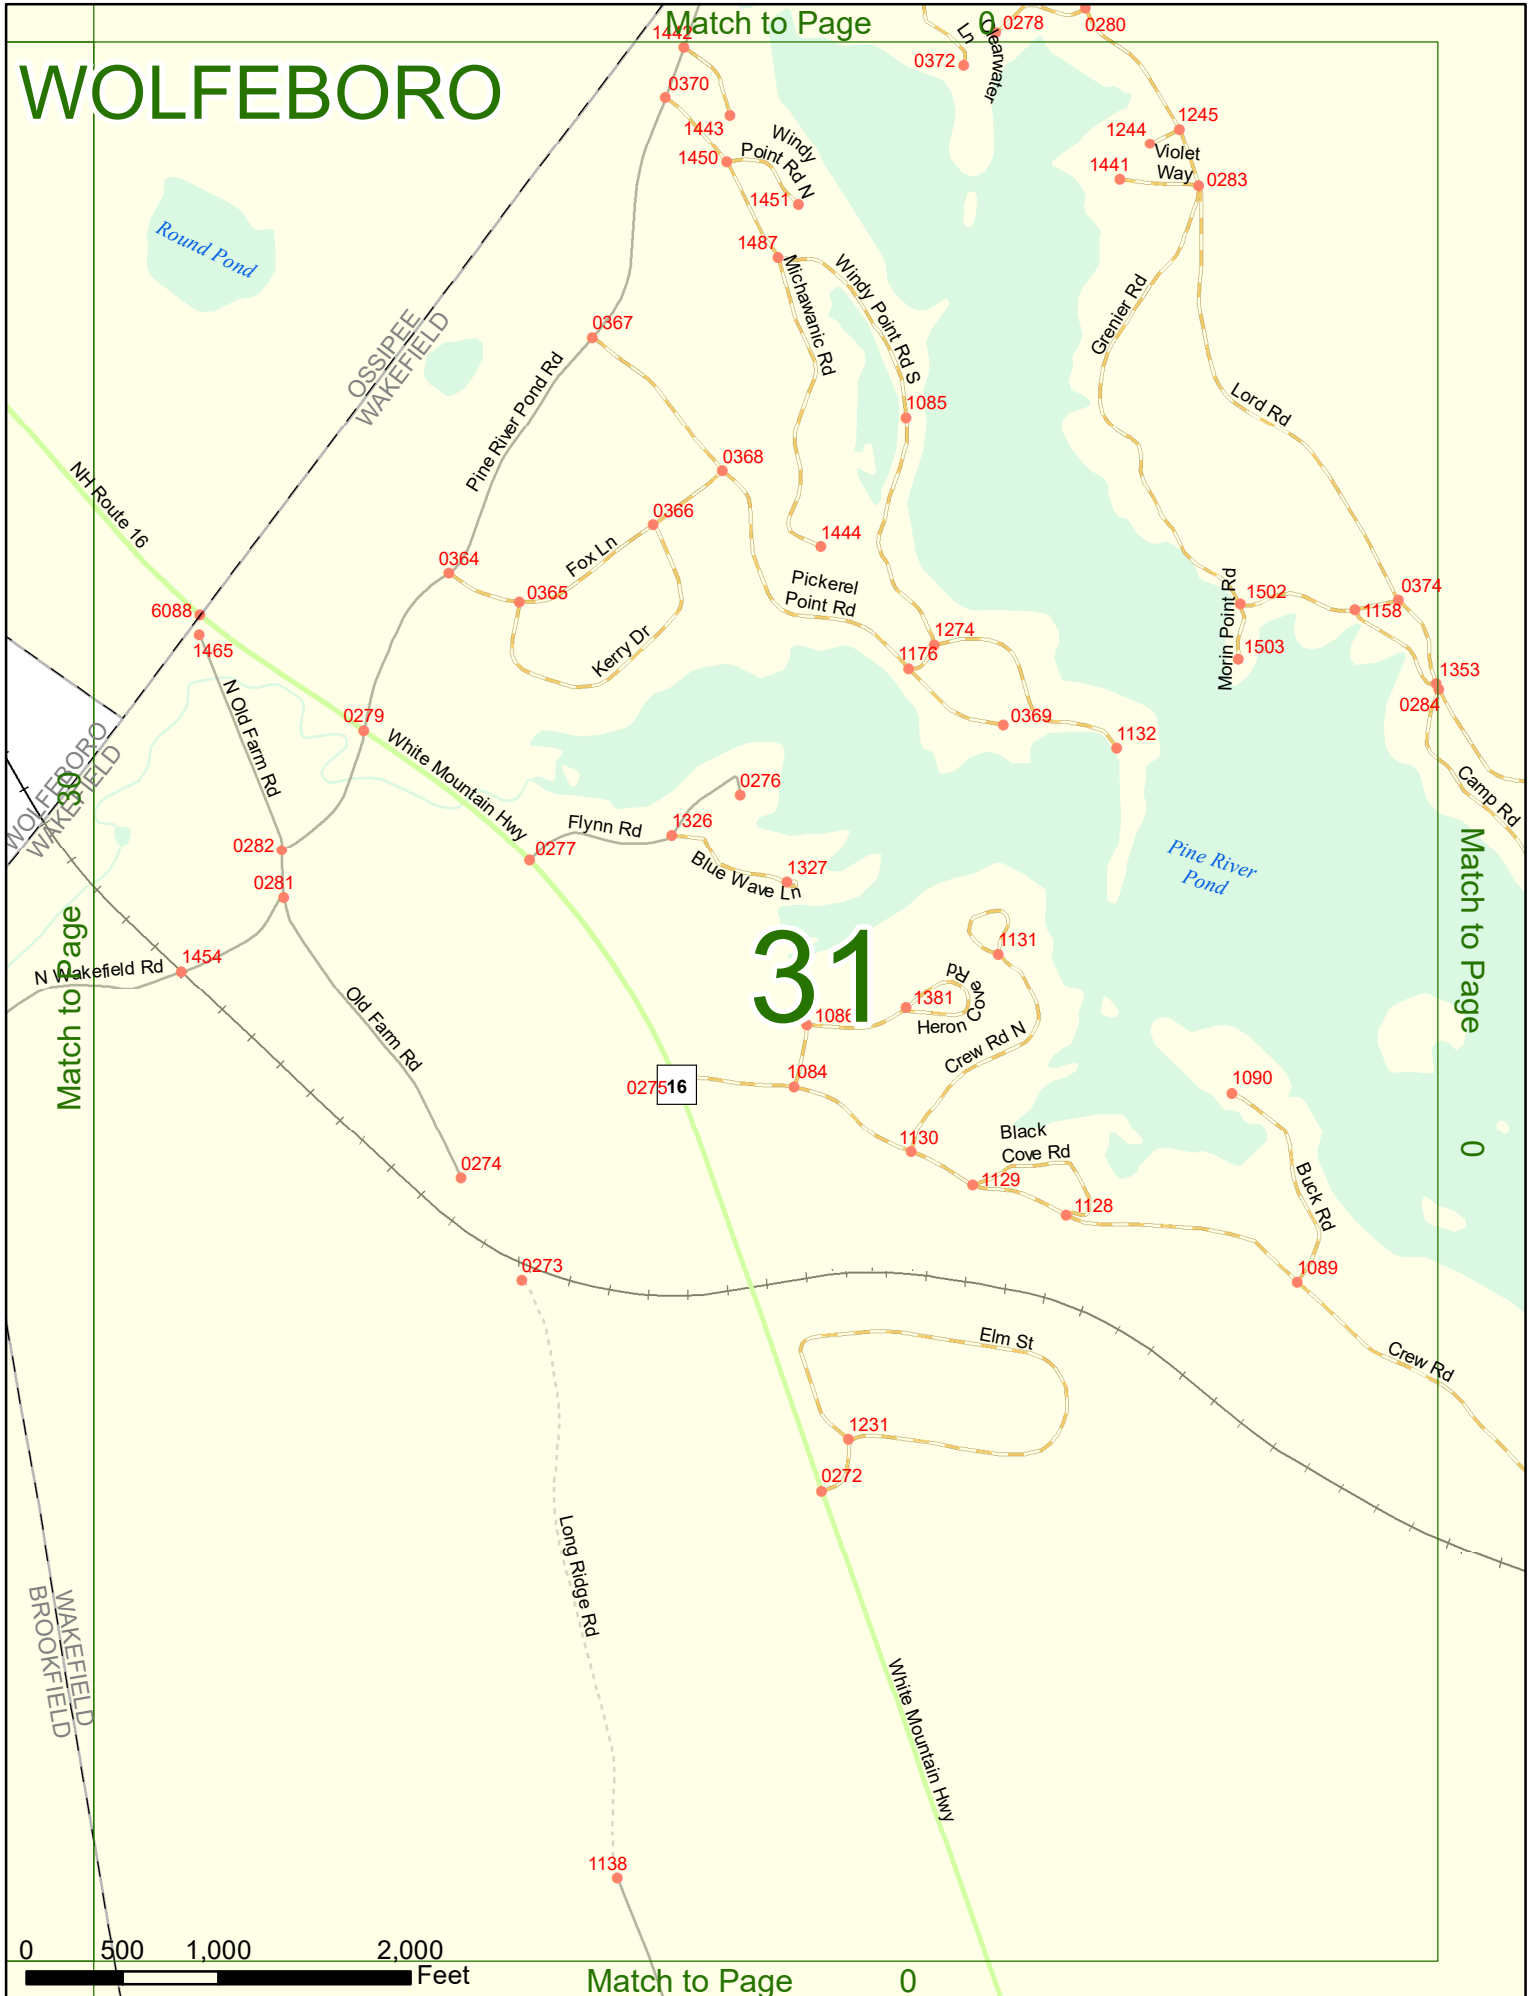 Match to Page 0
WOLFEBORO
1442
0370
1443
1450
Windy
Point Rd N
1451
1487
Michawanic Rd
Windy Point Rd S
Ln
0372
Clearwater
0278
0280
1244
1245
Violet
Way
1441
0283
Round Pond
OSSIPEE
WAKEFIELD
0367
Pine River Pond Rd
Grenier Rd
Lord Rd
1085
0368
0366
NH Route 16
1444
0364
Fox Ln
0365
Pickerel
Point Rd
6088
1465
Kerry Dr
1274
1176
Morin Point Rd
1502
0374
1158
1503
1353
0284
N Old Farm Rd
0279
White Mountain Hwy
0369
1132
WOLFEBORO
WAKEFIELD
Match to Page 30
0276
Flynn Rd
1326
0277
Blue Wave Ln
1327
Camp Rd
Pine River
Pond
0282
0281
Match to Page 0
31
1131
1454
N Wakefield Rd
Old Farm Rd
1381
Heron Cove Rd
1086
Crew Rd N
0275
16
1084
1090
1130
Black
Cove Rd
1129
1128
Buck Rd
0274
0273
1089
Elm St
Crew Rd
1231
0272
Long Ridge Rd
WAKEFIELD
BROOKFIELD
White Mountain Hwy
1138
0 500 1,000 2,000
Feet
Match to Page 0